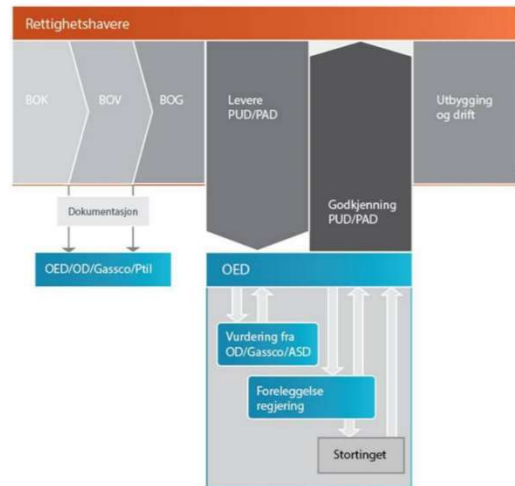 Rettighetshavere
BOK
BOV
BOG
Levere
PUD/PAD
Godkjenning
PUD/PAD
Utbygging
og drift
Dokumentasjon
OED/OD/Gassco/Ptil
OED
Vurdering fra
OD/Gassco/ASD
Foreleggelse
regjering
Stortinget